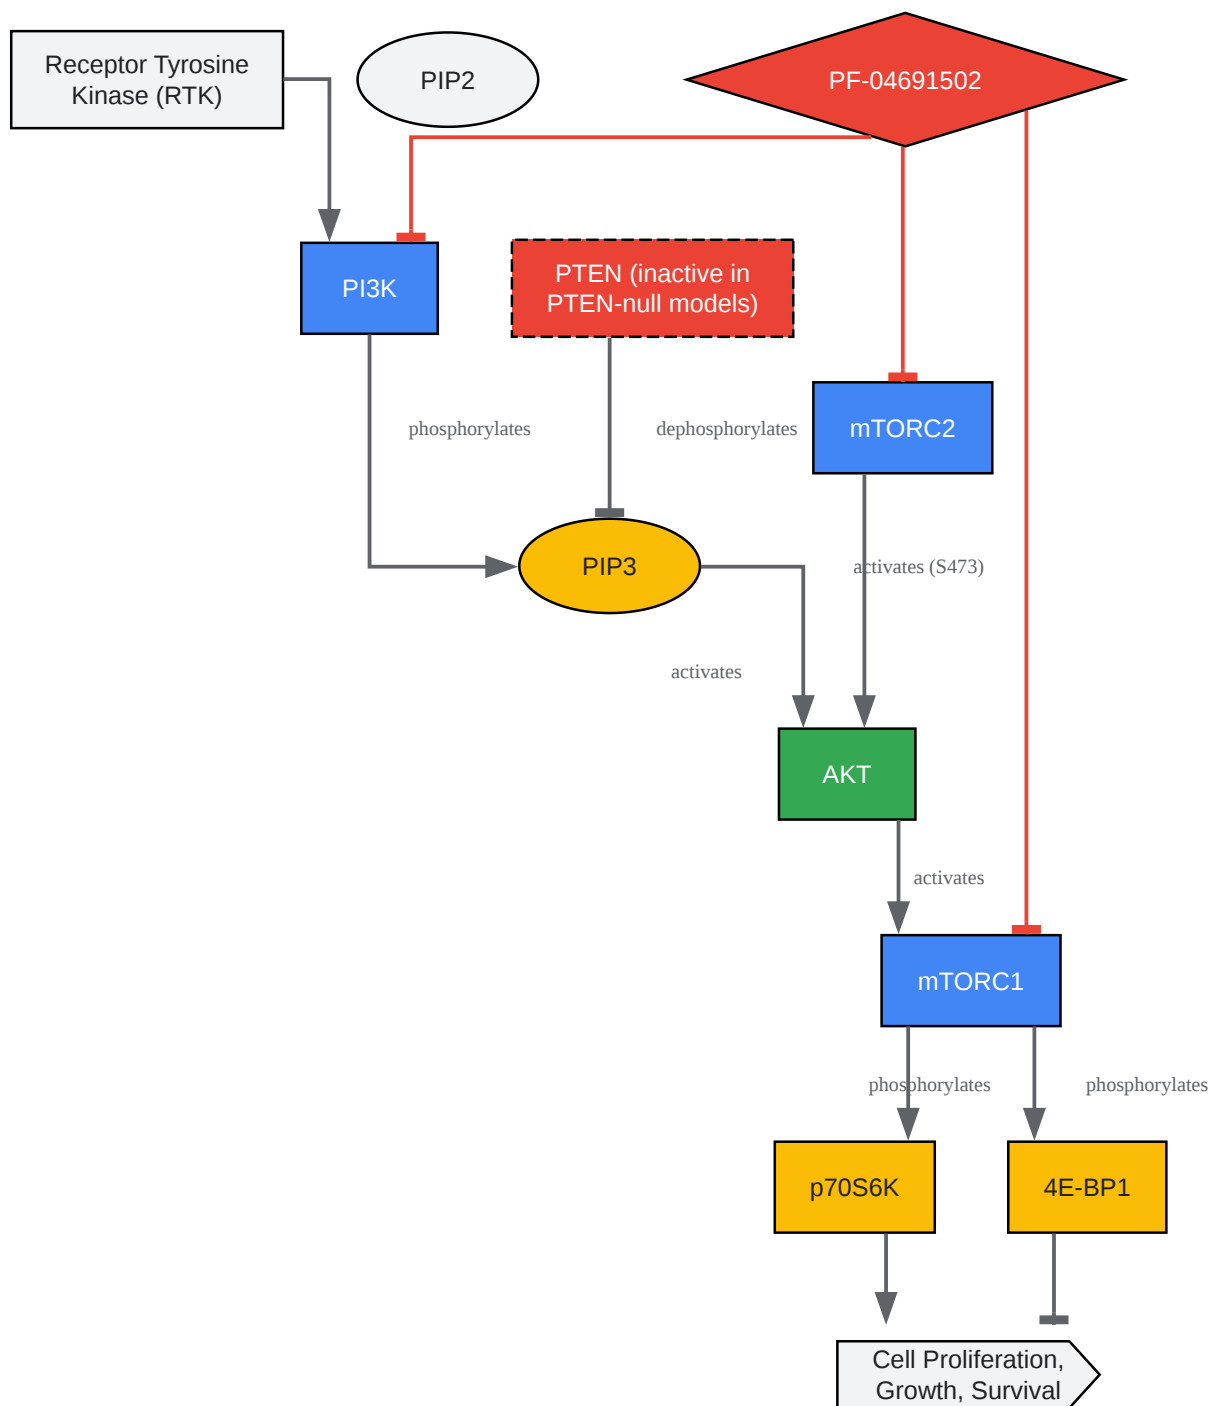 Receptor Tyrosine
Kinase (RTK)
PIP2
PF-04691502
PI3K
PTEN (inactive in
PTEN-null models)
phosphorylates
dephosphorylates
mTORC2
PIP3
activates (S473)
activates
AKT
activates
mTORC1
phosphorylates
phosphorylates
p70S6K
4E-BP1
Cell Proliferation,
Growth, Survival